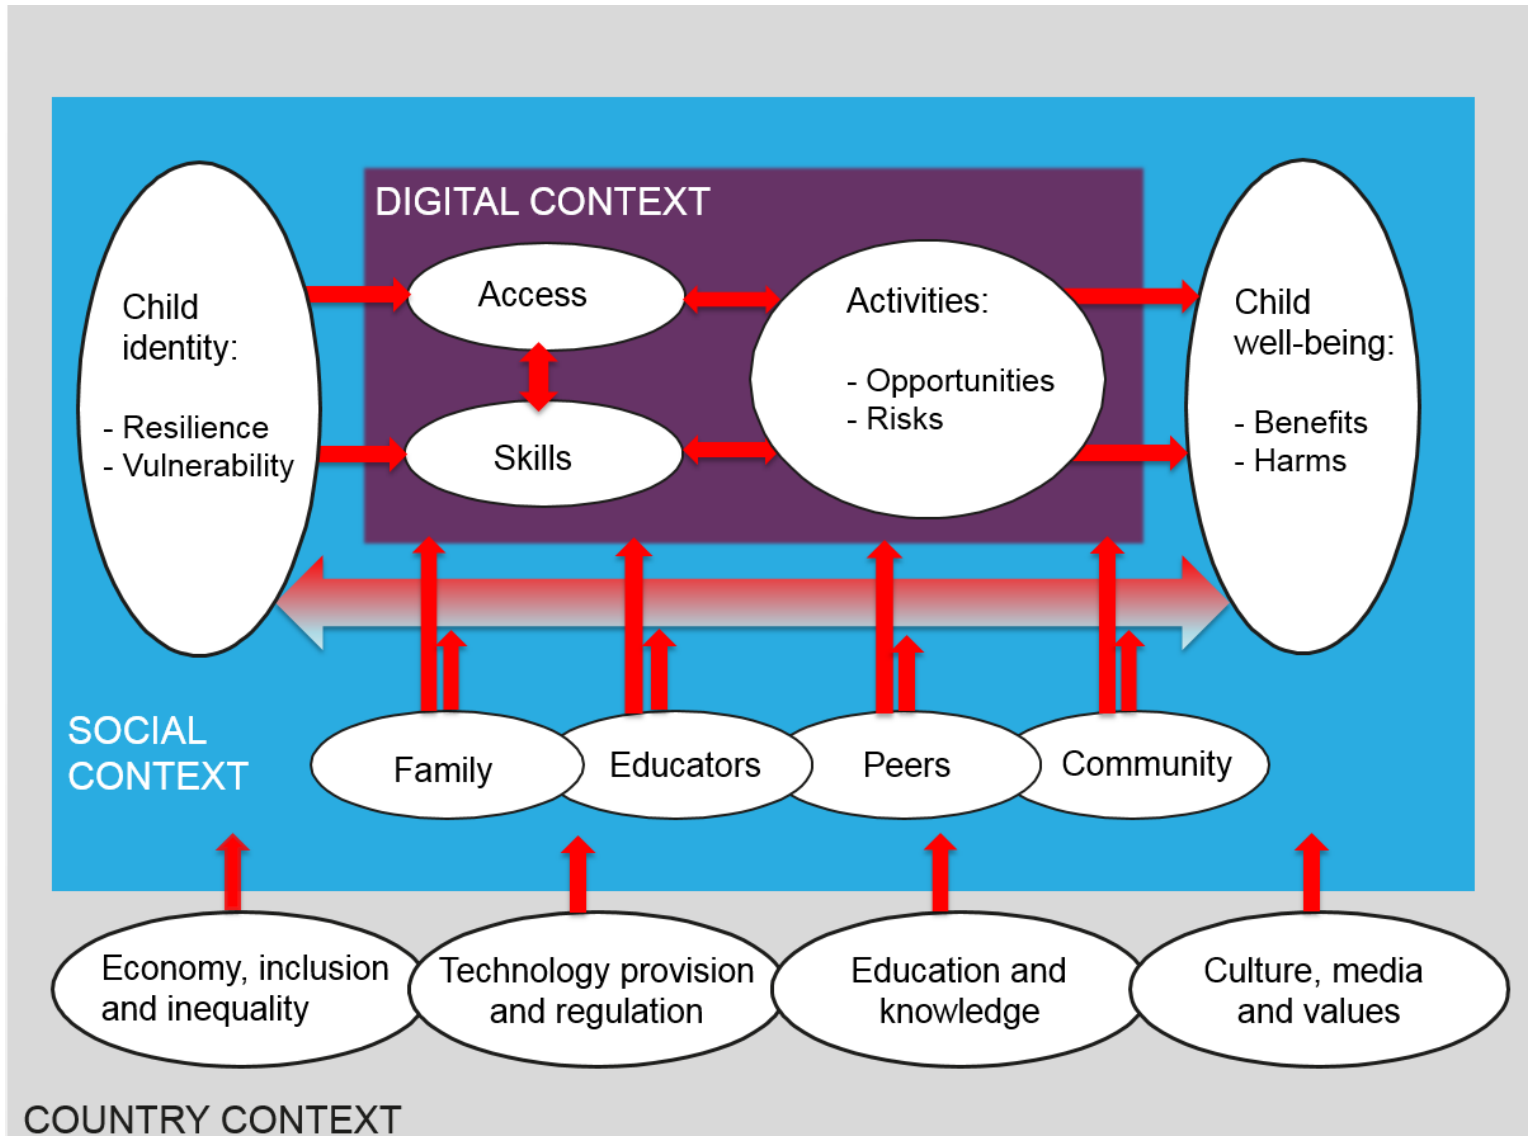 DIGITAL CONTEXT
Child
identity:
- Resilience
- Vulnerability
Access
Skills
Activities:
- Opportunities
- Risks
Child
well-being:
- Benefits
- Harms
SOCIAL
CONTEXT
Family
Educators
Peers
Community
Economy, inclusion
and inequality
Technology provision
and regulation
Education and
knowledge
Culture, media
and values
COUNTRY CONTEXT